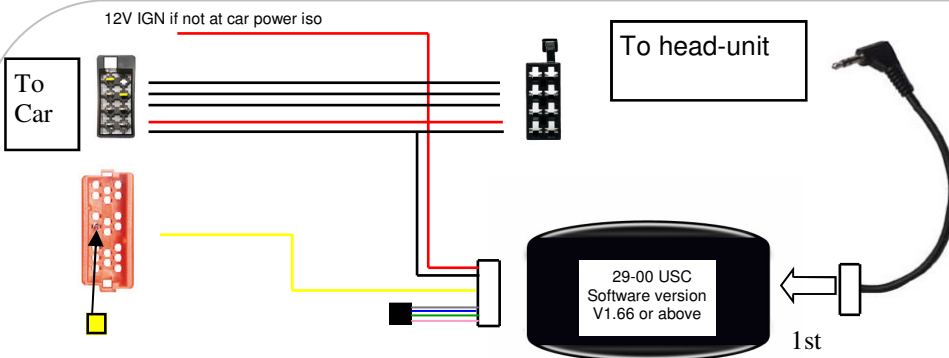 12V IGN if not at car power iso
To
Car
To head-unit
29-00 USC
Software version
V1.66 or above
1st